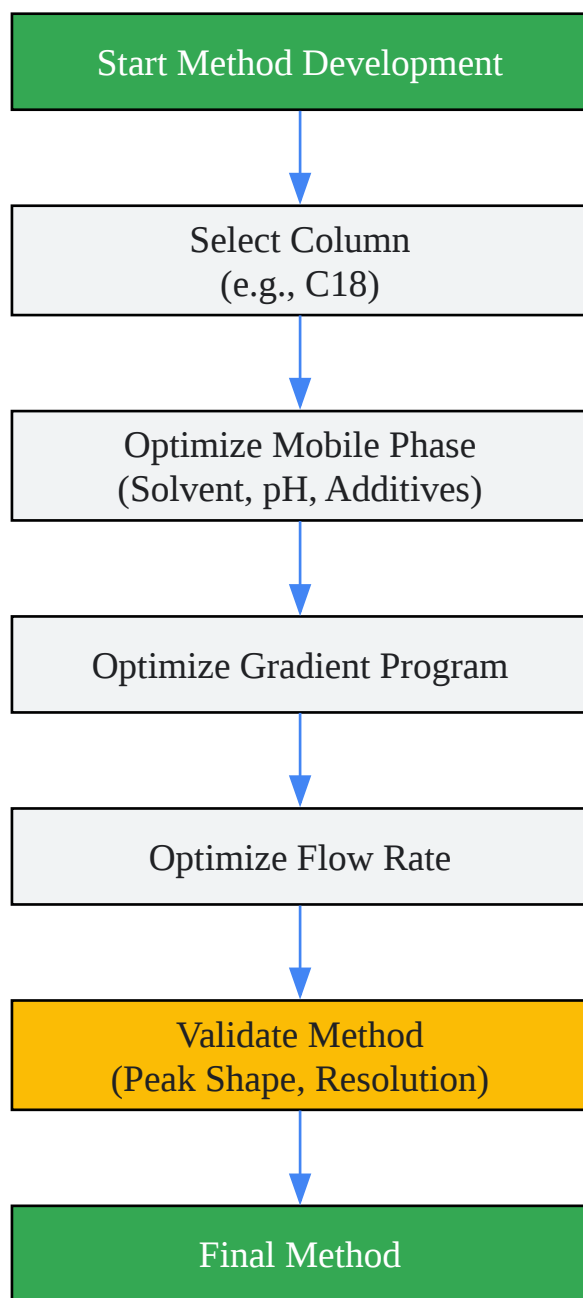 Start Method Development
Select Column
(e.g., C18)
Optimize Mobile Phase
(Solvent, pH, Additives)
Optimize Gradient Program
Optimize Flow Rate
Validate Method
(Peak Shape, Resolution)
Final Method